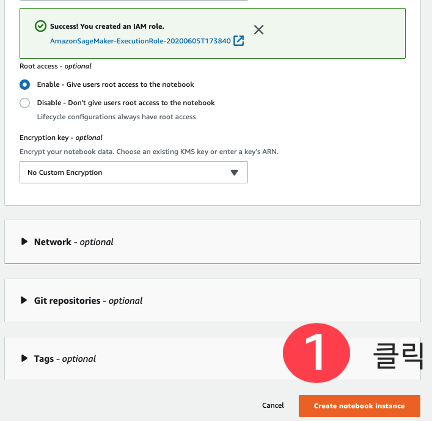 Success! You created an IAM role.
AmazonSageMaker-ExecutionRole-20200605T173840
Root access - optional
Enable - Give users root access to the notebook
Disable - Don't give users root access to the notebook
Lifecycle configurations always have root access
Encryption key - optional
Encrypt your notebook data. Choose an existing KMS key or enter a key's ARN.
No Custom Encryption
Network - optional
Git repositories - optional
1 클릭
Tags - optional
Cancel
Create notebook instance